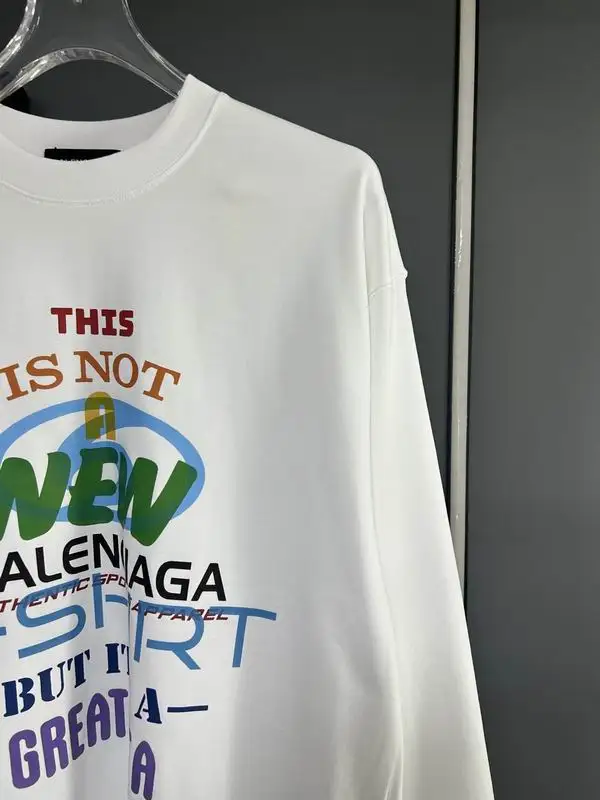 THIS
IS NOT
A
NEW
ALENCIAGA
THENTIC SPO APPAREL
-SHIRT
BUT IT
A—
GREAT
A